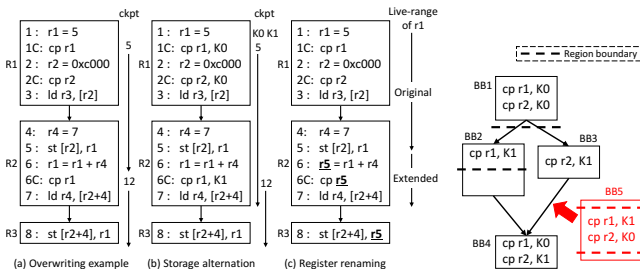 ckpt
1 : r1 = 5
1C: cp r1
2 : r2 = 0xc000
2C: cp r2
3 : ld r3, [r2]
R1
5
4: r4 = 7
5 : st [r2], r1
6 : r1 = r1 + r4
6C: cp r1
7 : ld r4, [r2+4]
R2
12
8 : st [r2+4], r1
R3
(a) Overwriting example
ckpt
K0 K1
1 : r1 = 5
1C: cp r1, K0
2 : r2 = 0xc000
2C: cp r2, K0
3 : ld r3, [r2]
R1
5
4: r4 = 7
5 : st [r2], r1
6 : r1 = r1 + r4
6C: cp r1, K1
7 : ld r4, [r2+4]
R2
12
8 : st [r2+4], r1
R3
(b) Storage alternation
Live-range
of r1
1 : r1 = 5
1C: cp r1
2 : r2 = 0xc000
2C: cp r2
3 : ld r3, [r2]
R1
Original
4: r4 = 7
5 : st [r2], r1
6 : r5 = r1 + r4
6C: cp r5
7 : ld r4, [r2+4]
R2
Extended
8 : st [r2+4], r5
R3
(c) Register renaming
Region boundary
BB1
cp r1, K0
cp r2, K0
BB2
cp r1, K1
BB3
cp r2, K1
BB5
cp r1, K1
cp r2, K0
BB4
cp r1, K0
cp r2, K1